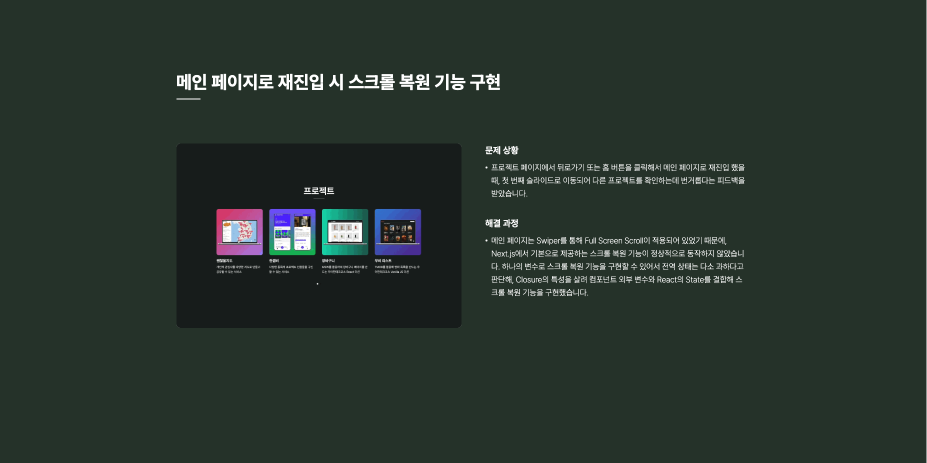 메인 페이지로 재진입 시 스크롤 복원 기능 구현
프로젝트
문제 상황
• 프로젝트 페이지에서 뒤로가기 또는 홈 버튼을 클릭해서 메인 페이지로 재진입 했을
때, 첫 번째 슬라이드로 이동되어 다른 프로젝트를 확인하는데 번거롭다는 피드백을
받았습니다.
해결 과정
• 메인 페이지는 Swiper를 통해 Full Screen Scroll이 적용되어 있었기 때문에,
Next.js에서 기본으로 제공하는 스크롤 복원 기능이 정상적으로 동작하지 않았습니
다. 하나의 변수로 스크롤 복원 기능을 구현할 수 있어서 전역 상태는 다소 과하다고
판단해, Closure의 특성을 살려 컴포넌트 외부 변수와 React의 State를 결합해 스
크롤 복원 기능을 구현했습니다.